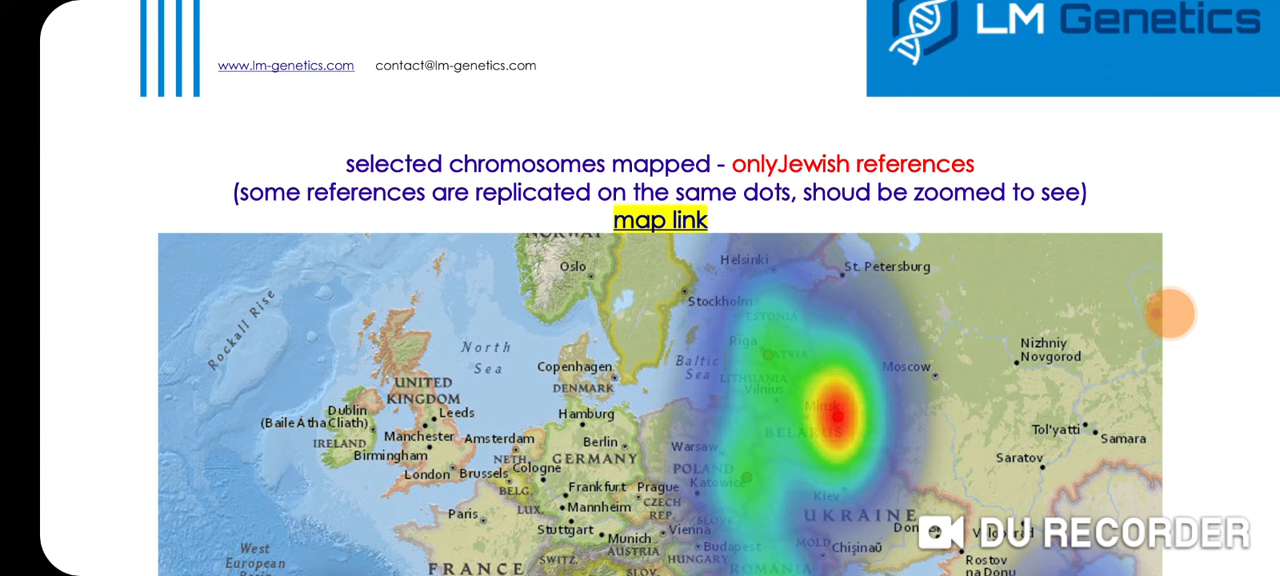 LM Genetics
www.lm-genetics.com contact@lm-genetics.com
selected chromosomes mapped - onlyJewish references
(some references are replicated on the same dots, shoud be zoomed to see)
map link
NORWAY
Helsinki
Oslo
St. Petersburg
Stockholm
ESTONIA
Rockall Rise
North
Sea
Riga
LATVIA
Nizhniy
Novgorod
Baltic
Sea
Copenhagen
DENMARK
Moscow
LITHUANIA
Vilnius
UNITED
KINGDOM
Leeds
Dublin
(Baile Átha Cliath)
Hamburg
Minsk
BELARUS
Manchester
IRELAND
Birmingham
Amsterdam
NETH.
Berlin
GERMANY
Warsaw
POLAND
Tol'yatti
Samara
Saratov
London
Brussels
Cologne
BELG.
Frankfurt
Prague
CZECH
REP.
Katowice
Kiev
LUX.
Mannheim
Paris
Stuttgart
Munich
Vienna
AUSTRIA
UKRAINE
Budapest
HUNGARY
MOLD.
Chișinaŭ
DU RECORDER
Rostov
na Donu
West
European
FRANCE
SWITZ.
SLOV.
ROMANIA